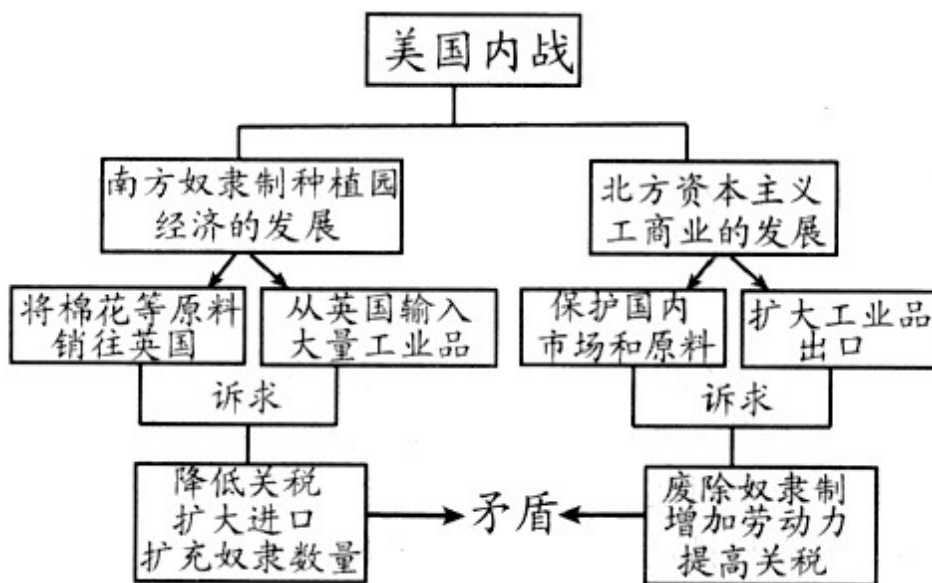 美国内战
南方奴隶制种植园
经济的发展
北方资本主义
工商业的发展
将棉花等原料
销往英国
从英国输入
大量工业品
保护国内
市场和原料
扩大工业品
出口
诉求
诉求
降低关税
扩大进口
扩充奴隶数量
矛盾
废除奴隶制
增加劳动力
提高关税